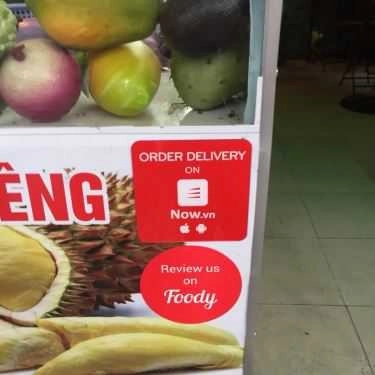 ÊNG
ORDER DELIVERY
ON
Now.vn
Review us
on
Foody